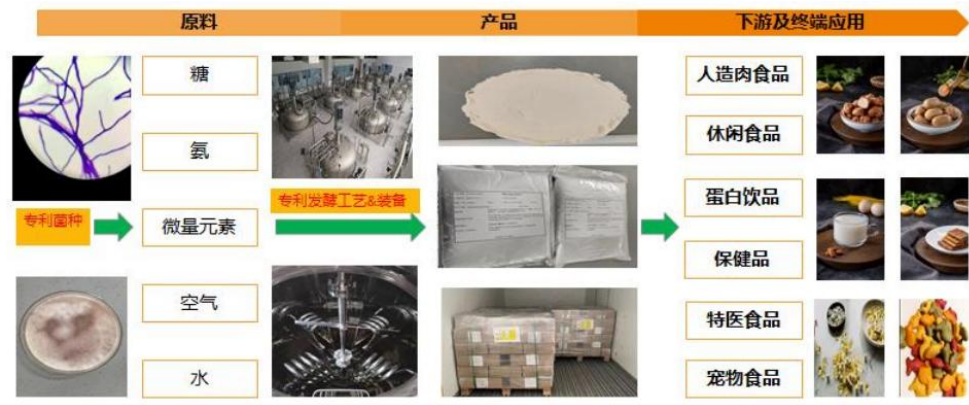 原料
产品
下游及终端应用
糖
氨
微量元素
空气
水
专利菌种
专利发酵工艺&装备
人造肉食品
休闲食品
蛋白饮品
保健品
特医食品
宠物食品